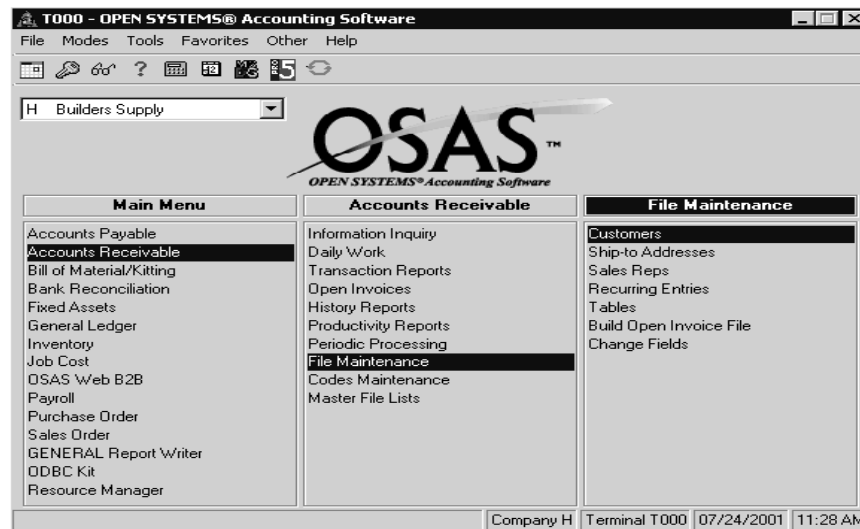 T000 - OPEN SYSTEMS® Accounting Software
File Modes Tools Favorites Other Help
H Builders Supply
OSAS™
OPEN SYSTEMS® Accounting Software
Main Menu
Accounts Payable
Accounts Receivable
Bill of Material/Kitting
Bank Reconciliation
Fixed Assets
General Ledger
Inventory
Job Cost
OSAS Web B2B
Payroll
Purchase Order
Sales Order
GENERAL Report Writer
ODBC Kit
Resource Manager
Accounts Receivable
Information Inquiry
Daily Work
Transaction Reports
Open Invoices
History Reports
Productivity Reports
Periodic Processing
File Maintenance
Codes Maintenance
Master File Lists
File Maintenance
Customers
Ship-to Addresses
Sales Reps
Recurring Entries
Tables
Build Open Invoice File
Change Fields
Company H Terminal T000 07/24/2001 11:28 AM